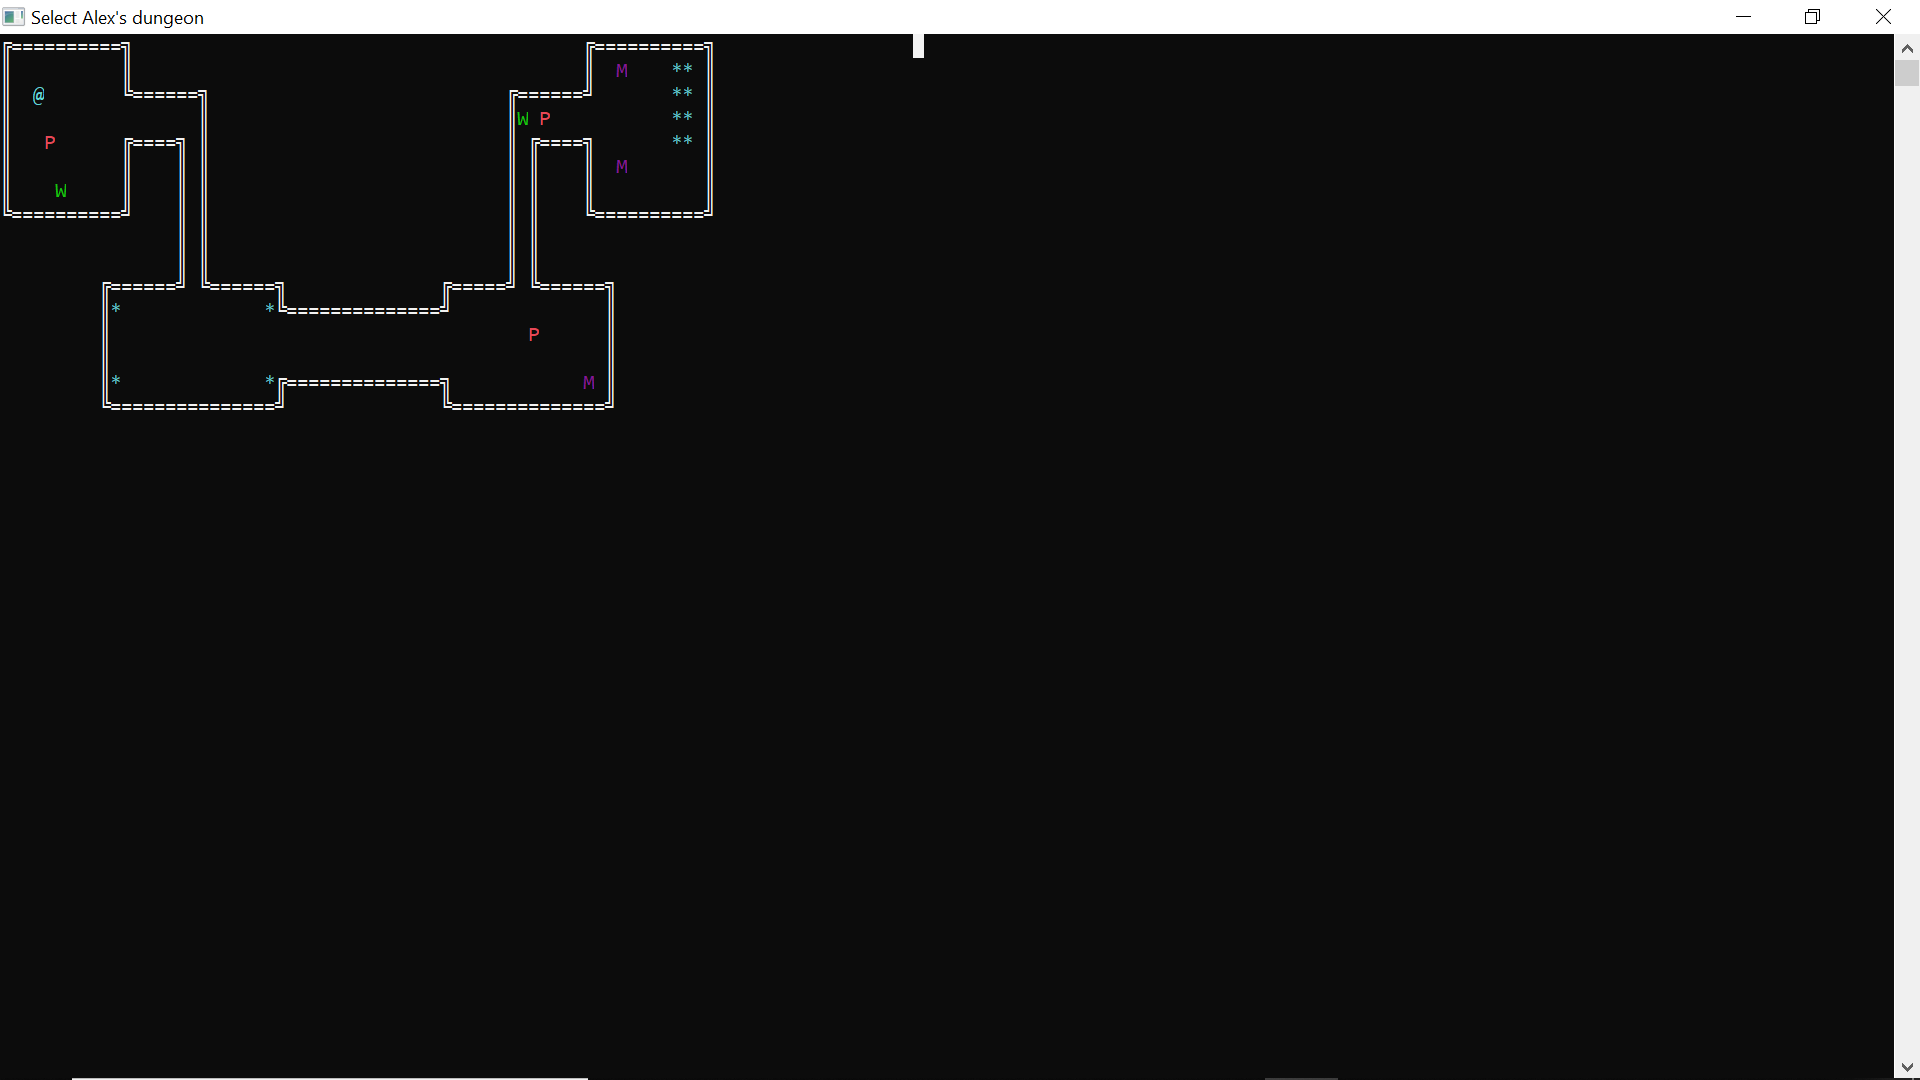 Select Alex's dungeon
╔==========╗                                         ╔==========╗
║          ║                                         ║  M    ** ║
║  @       ╚======╗                           ╔======╝       ** ║
║                 ║                           ║W P           ** ║
║   P      ╔====╗ ║                           ║ ╔====╗       ** ║
║          ║    ║ ║                           ║ ║    ║  M       ║
║    W     ║    ║ ║                           ║ ║    ║          ║
╚==========╝    ║ ║                           ║ ║    ╚==========╝
                ║ ║                           ║ ║
                ║ ║                           ║ ║
         ╔======╝ ╚======╗              ╔=====╝ ╚======╗
         ║*             *╚==============╝              ║
         ║                                      P      ║
         ║                                             ║
         ║*             *╔==============╗            M ║
         ╚===============╝              ╚==============╝